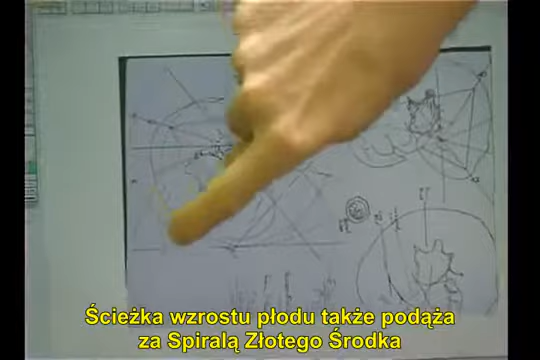 Ścieżka wzrostu płodu także podąża
za Spiralą Złotego Środka